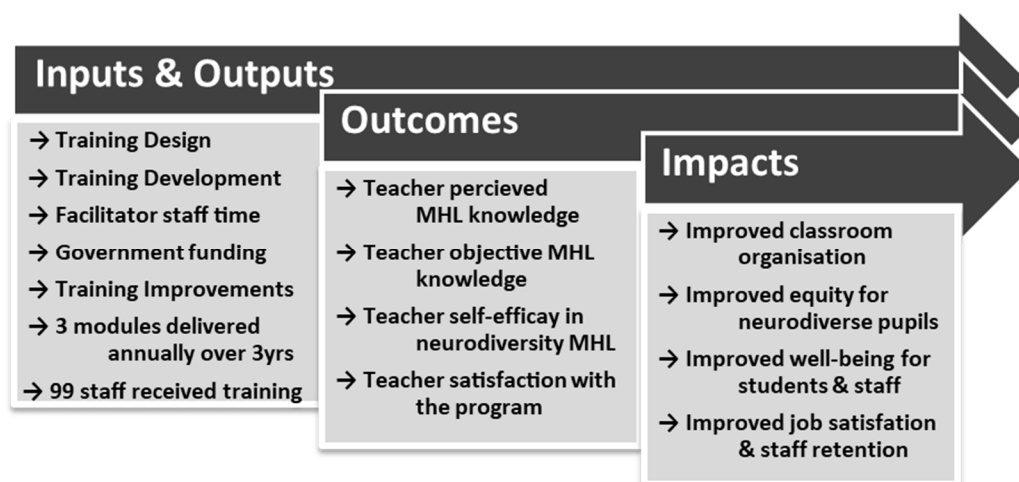 Inputs & Outputs
→ Training Design
→ Training Development
→ Facilitator staff time
→ Government funding
→ Training Improvements
→ 3 modules delivered
annually over 3yrs
→ 99 staff received training
Outcomes
→ Teacher percieved
MHL knowledge
→ Teacher objective MHL
knowledge
→ Teacher self-efficay in
neurodiversity MHL
→ Teacher satisfaction with
the program
Impacts
→ Improved classroom
organisation
→ Improved equity for
neurodiverse pupils
→ Improved well-being for
students & staff
→ Improved job satisfation
& staff retention